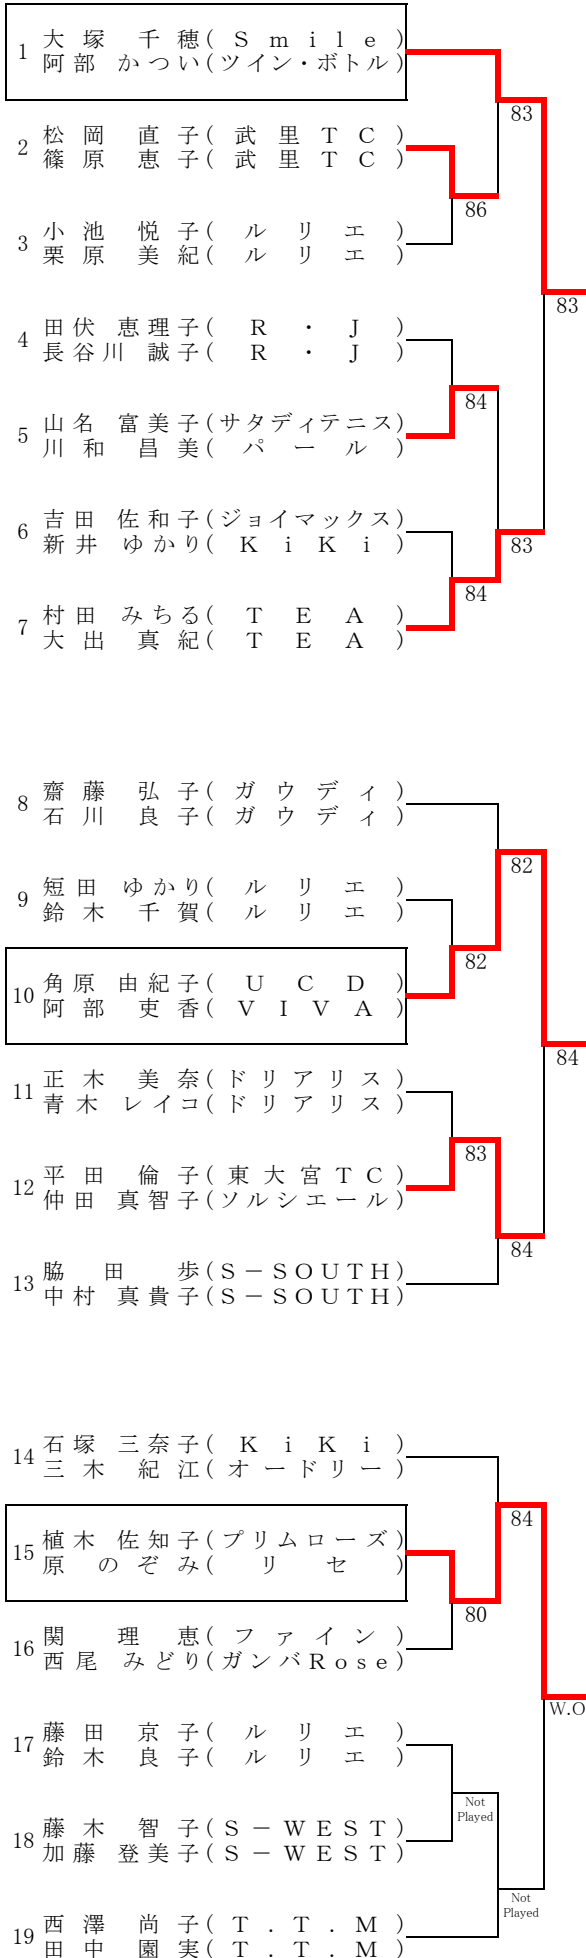 1 大塚 千穂(Smile)
阿部 かつい(ツイン・ボトル)
83
2 松岡 直子(武里TC)
篠原 恵子(武里TC)
86
3 小池 悦子(ルリエ)
栗原 美紀(ルリエ)
83
4 田伏 恵理子(R・J)
長谷川 誠子(R・J)
84
5 山名 富美子(サタディテニス)
川和 昌美(パール)
6 吉田 佐和子(ジョイマックス)
新井 ゆかり(KiKi)
83
84
7 村田 みちる(TEA)
大出 真紀(TEA)
8 齋藤 弘子(ガウディ)
石川 良子(ガウディ)
82
9 短田 ゆかり(ルリエ)
鈴木 千賀(ルリエ)
82
10 角原 由紀子(UCD)
阿部 吏香(VIVA)
84
11 正木 美奈(ドリアリス)
青木 レイコ(ドリアリス)
83
12 平田 倫子(東大宮TC)
仲田 真智子(ソルシエール)
84
13 脇田 歩(S-SOUTH)
中村 真貴子(S-SOUTH)
14 石塚 三奈子(KiKi)
三木 紀江(オードリー)
84
15 植木 佐知子(プリムローズ)
原 のぞみ(リセ)
80
16 関 理恵(ファイン)
西尾 みどり(ガンバRose)
W.O
17 藤田 京子(ルリエ)
鈴木 良子(ルリエ)
Not
Played
18 藤木 智子(S-WEST)
加藤 登美子(S-WEST)
Not
Played
19 西澤 尚子(T.T.M)
田中 園実(T.T.M)